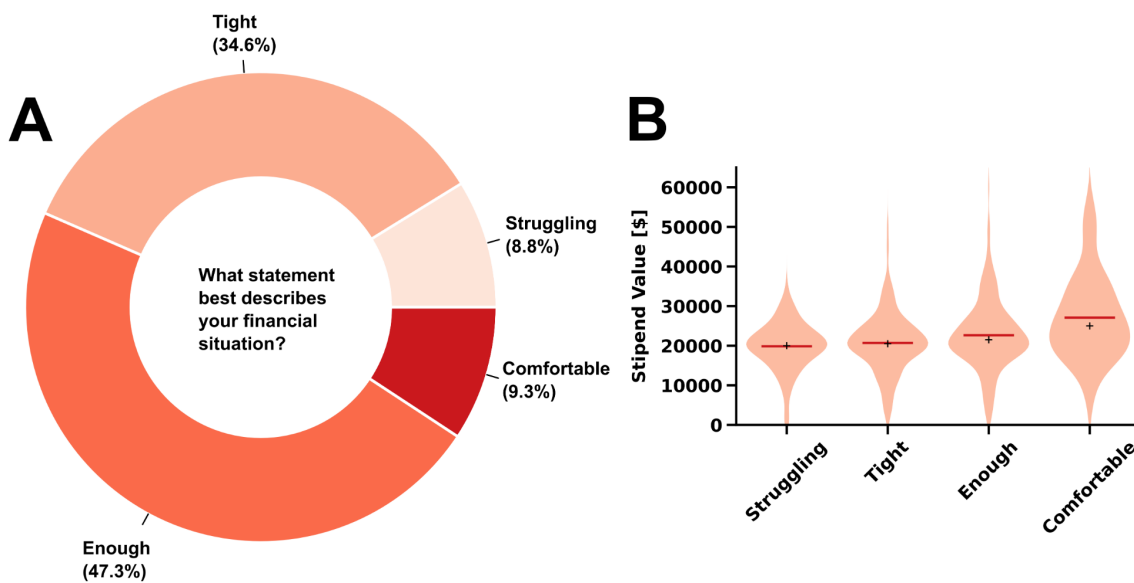 A
Tight
(34.6%)
Struggling
(8.8%)
What statement
best describes
your financial
situation?
Comfortable
(9.3%)
Enough
(47.3%)
B
Stipend Value [$]
60000
50000
40000
30000
20000
10000
0
Struggling
Tight
Enough
Comfortable